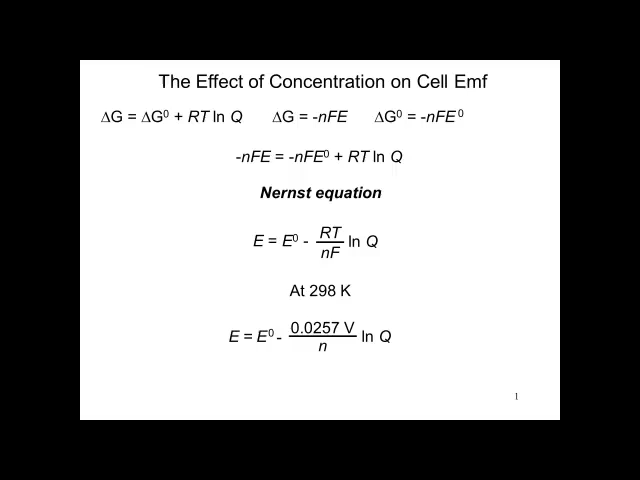 The Effect of Concentration on Cell Emf
ΔG = ΔG⁰ + RT ln Q ΔG = -nFE ΔG⁰ = -nFE⁰
-nFE = -nFE⁰ + RT ln Q
Nernst equation
E = E⁰ - RT/nF ln Q
At 298 K
E = E⁰ - 0.0257 V/n ln Q
1